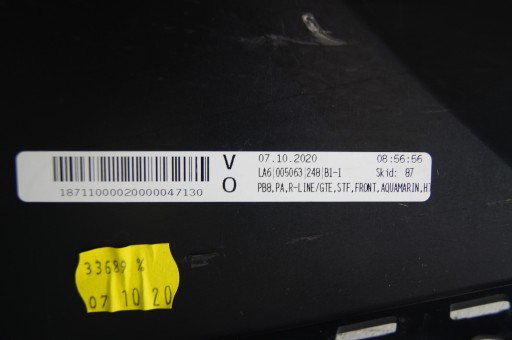 07.10.2020 08:56:56
V
LA6|005063|248|B1-1 Skid: 87
18711000020000047130 O
PB8,PA,R-LINE/GTE,STF,FRONT,AQUAMARIN,HT
33689 %
07 10 20